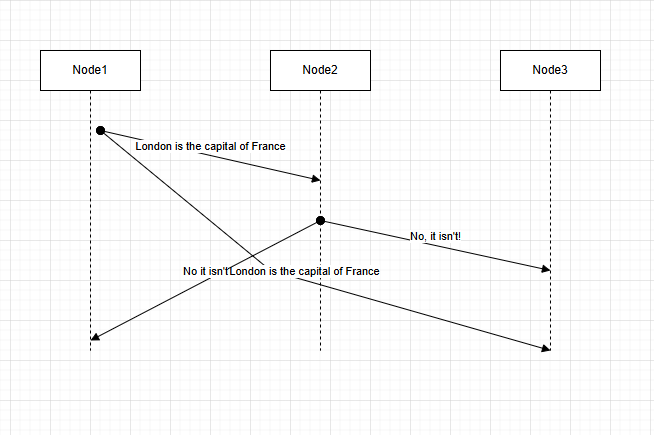 Node1
Node2
Node3
London is the capital of France
No, it isn't!
No it isn't
London is the capital of France